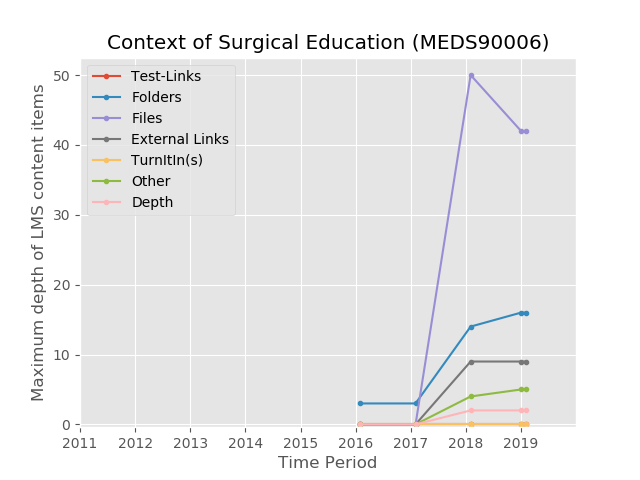 Context of Surgical Education (MEDS90006)
Maximum depth of LMS content items
50
40
30
20
10
0
Test-Links
Folders
Files
External Links
TurnItIn(s)
Other
Depth
2011 2012 2013 2014 2015 2016 2017 2018 2019
Time Period